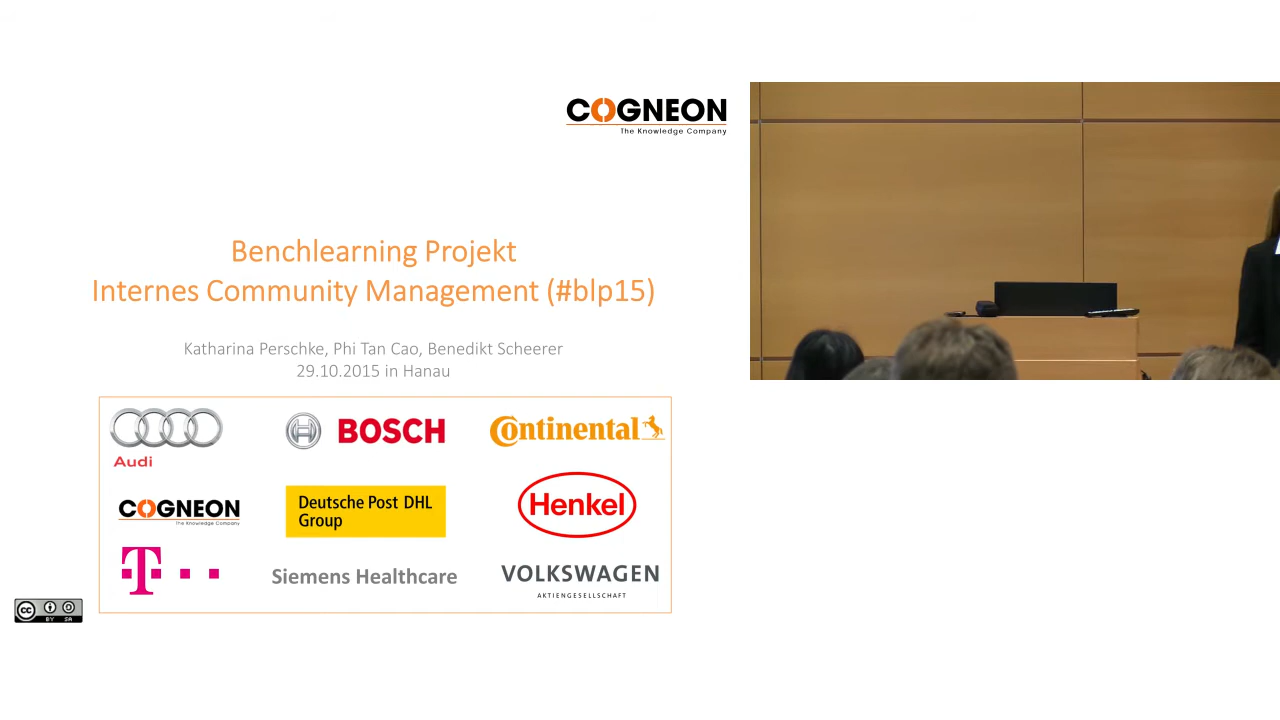 COGNEON
The Knowledge Company
Benchlearning Projekt
Internes Community Management (#blp15)
Katharina Perschke, Phi Tan Cao, Benedikt Scheerer
29.10.2015 in Hanau
Audi
BOSCH
Continental
COGNEON
The Knowledge Company
Deutsche Post DHL
Group
Henkel
T
Siemens Healthcare
VOLKSWAGEN
AKTIENGESELLSCHAFT
CC BY SA